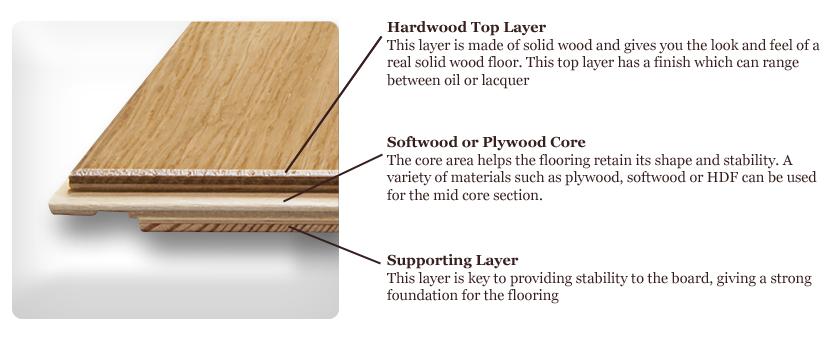 Hardwood Top Layer
This layer is made of solid wood and gives you the look and feel of a
real solid wood floor. This top layer has a finish which can range
between oil or lacquer
Softwood or Plywood Core
The core area helps the flooring retain its shape and stability. A
variety of materials such as plywood, softwood or HDF can be used
for the mid core section.
Supporting Layer
This layer is key to providing stability to the board, giving a strong
foundation for the flooring